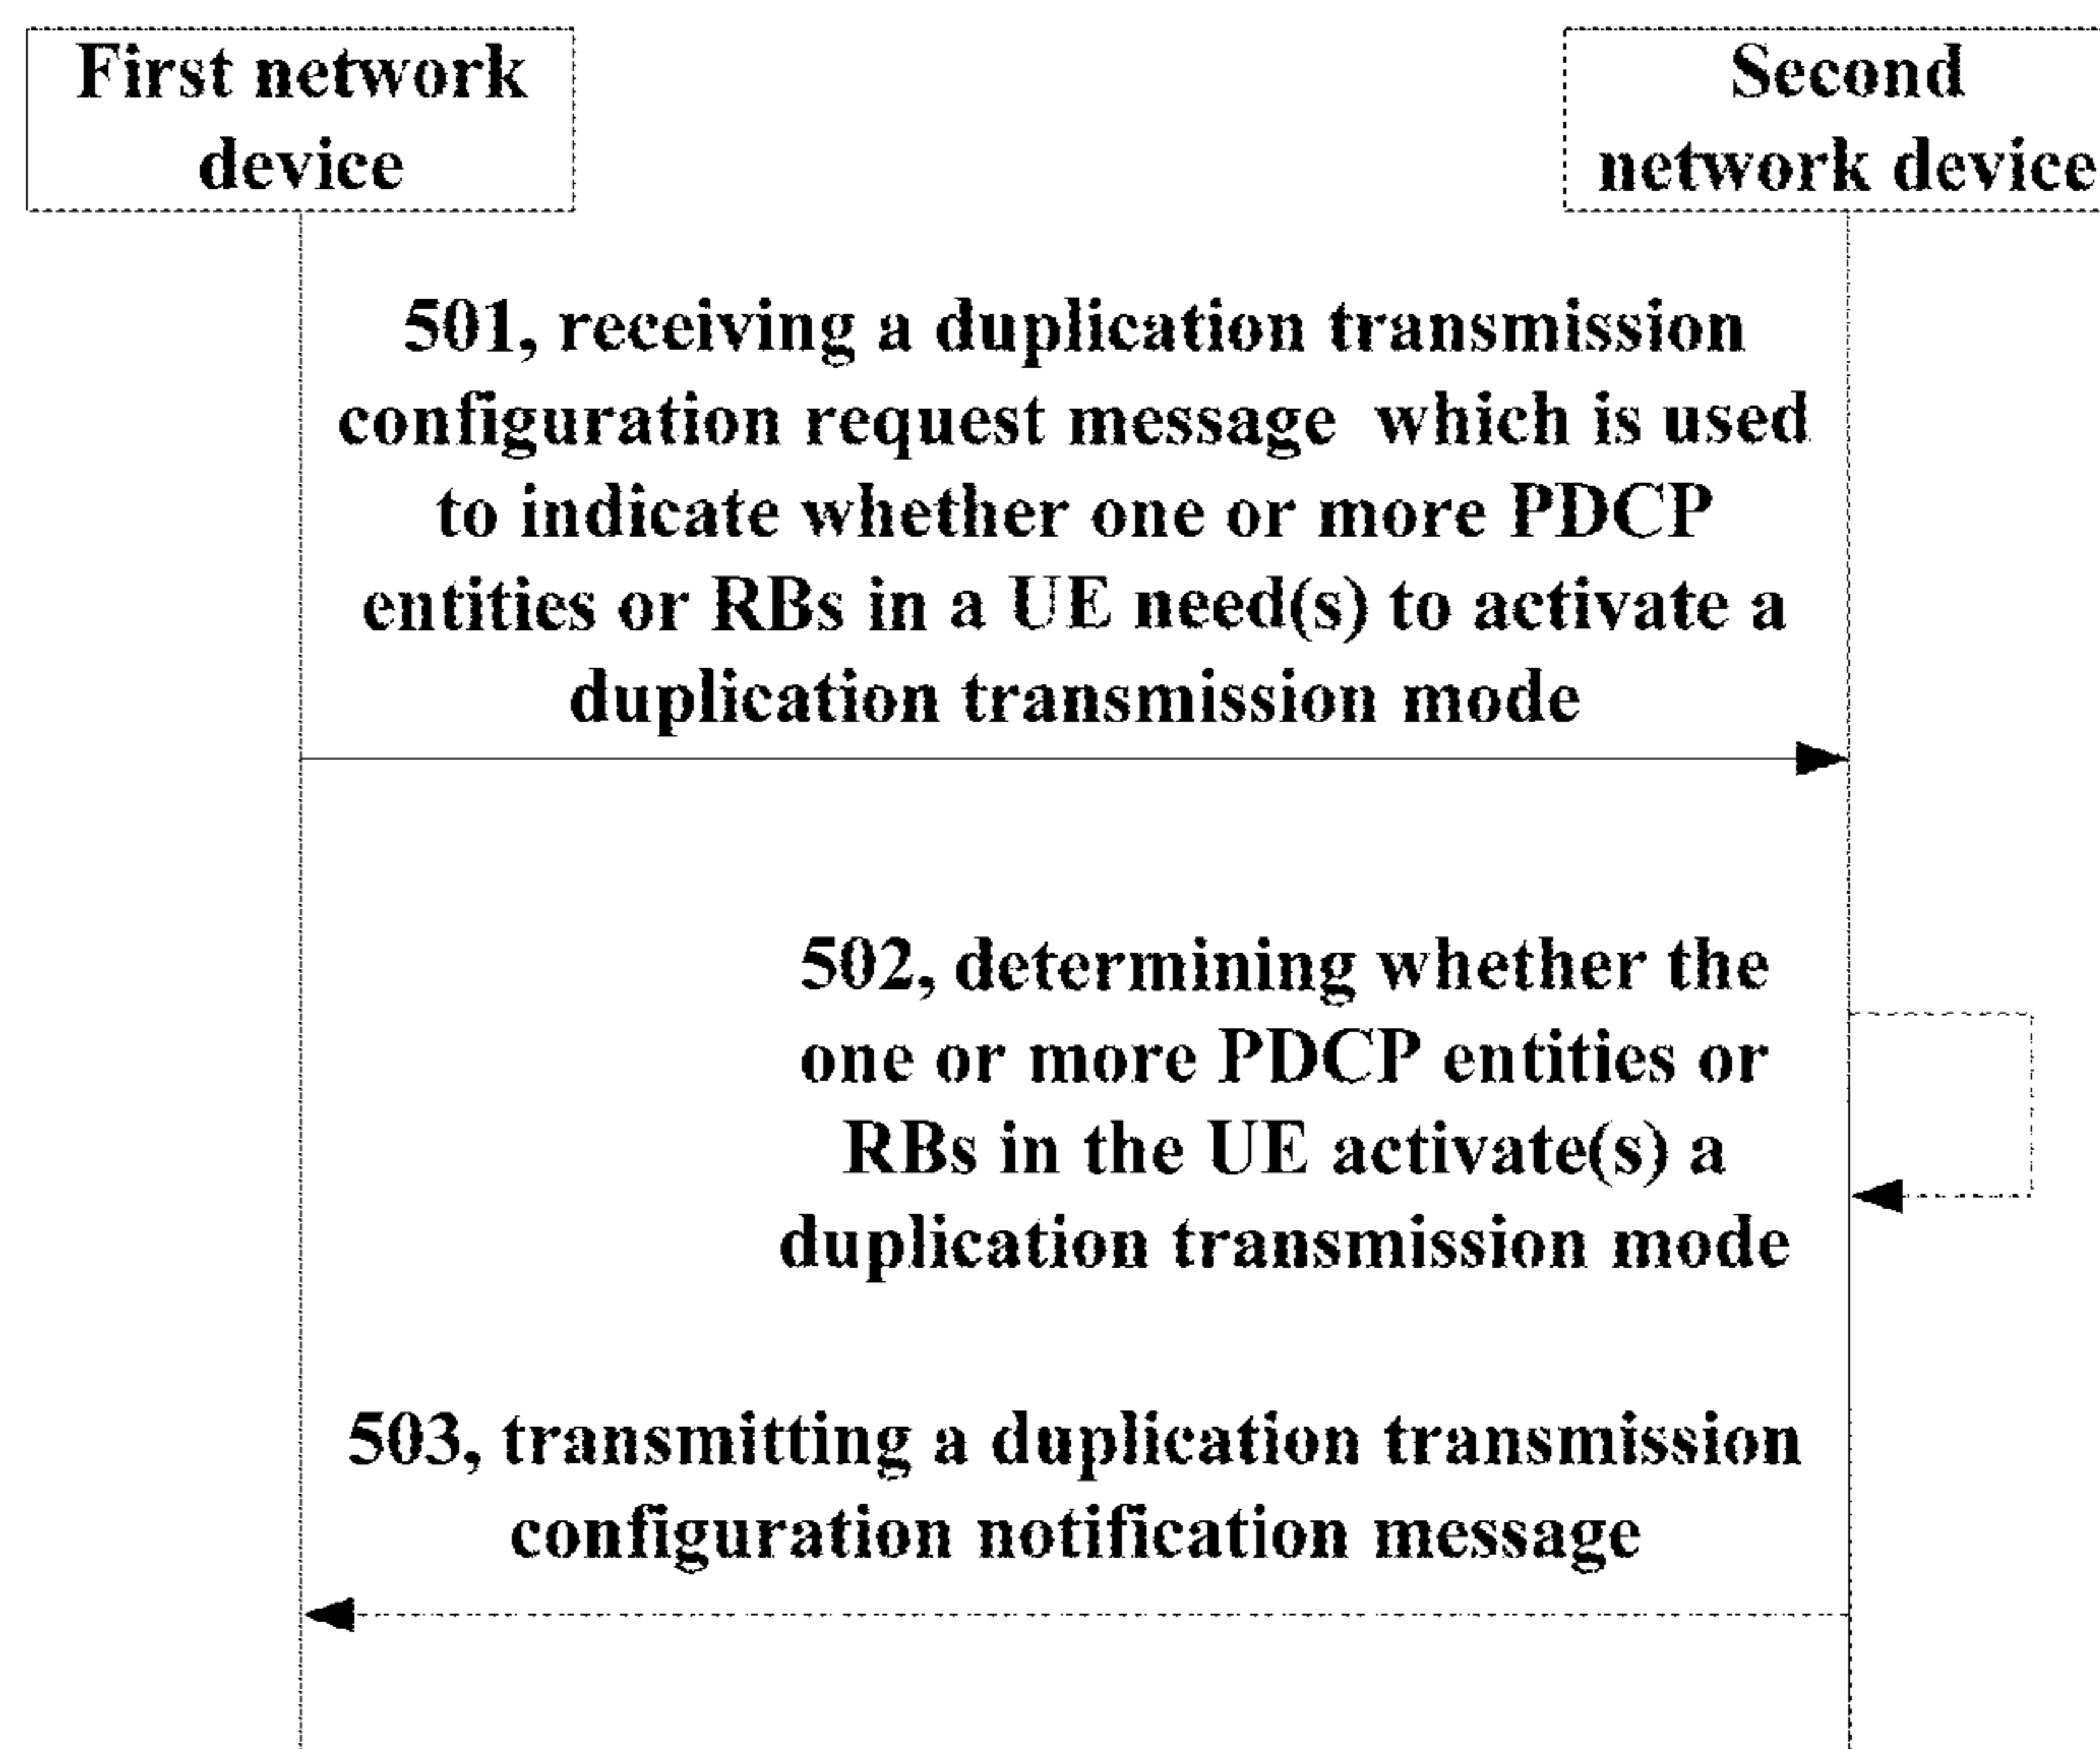 First network
device
Second
network device
501, receiving a duplication transmission
configuration request message which is used
to indicate whether one or more PDCP
entities or RBs in a UE need(s) to activate a
duplication transmission mode
502, determining whether the
one or more PDCP entities or
RBs in the UE activate(s) a
duplication transmission mode
503, transmitting a duplication transmission
configuration notification message